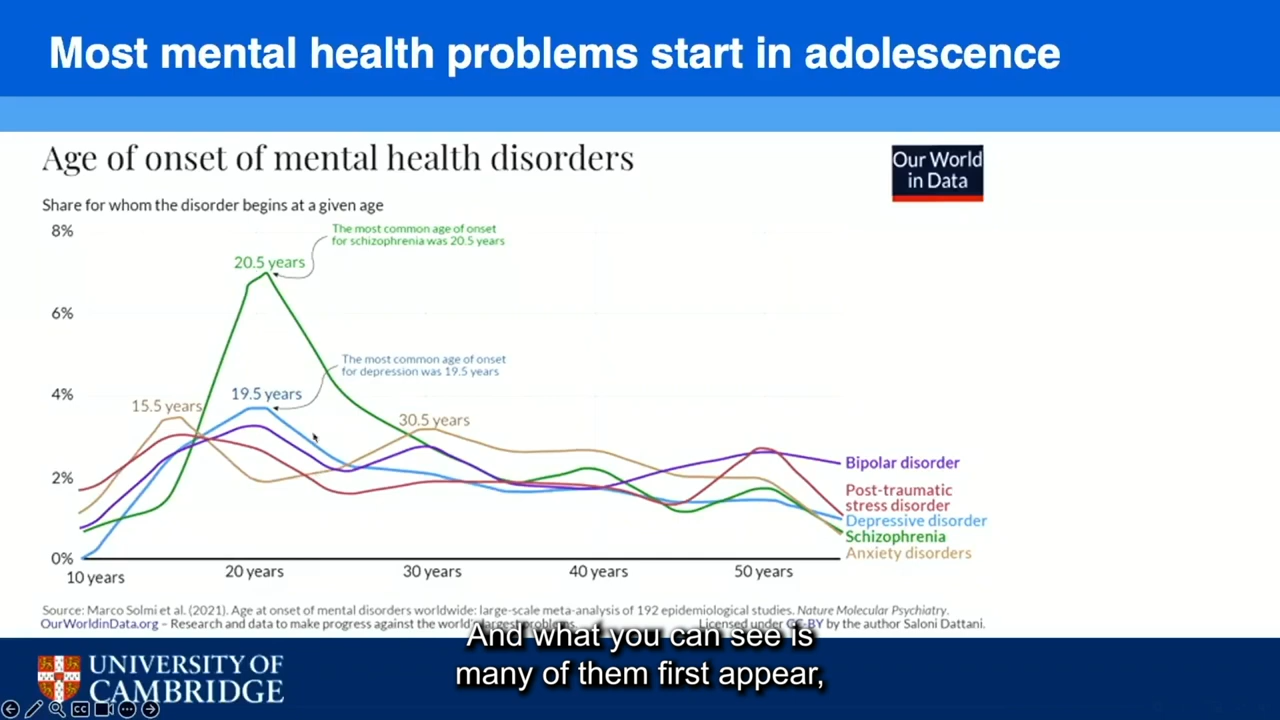 Most mental health problems start in adolescence
Age of onset of mental health disorders
Our World
in Data
Share for whom the disorder begins at a given age
8%
6%
4%
2%
0%
The most common age of onset
for schizophrenia was 20.5 years
20.5 years
The most common age of onset
for depression was 19.5 years
19.5 years
15.5 years
30.5 years
Bipolar disorder
Post-traumatic
stress disorder
Depressive disorder
Schizophrenia
Anxiety disorders
10 years
20 years
30 years
40 years
50 years
Source: Marco Solmi et al. (2021). Age at onset of mental disorders worldwide: large-scale meta-analysis of 192 epidemiological studies. Nature Molecular Psychiatry.
OurWorldinData.org – Research and data to make progress against the world's largest problems.
Licensed under CC-BY by the author Saloni Dattani.
And what you can see is
many of them first appear,
UNIVERSITY OF
CAMBRIDGE
CC